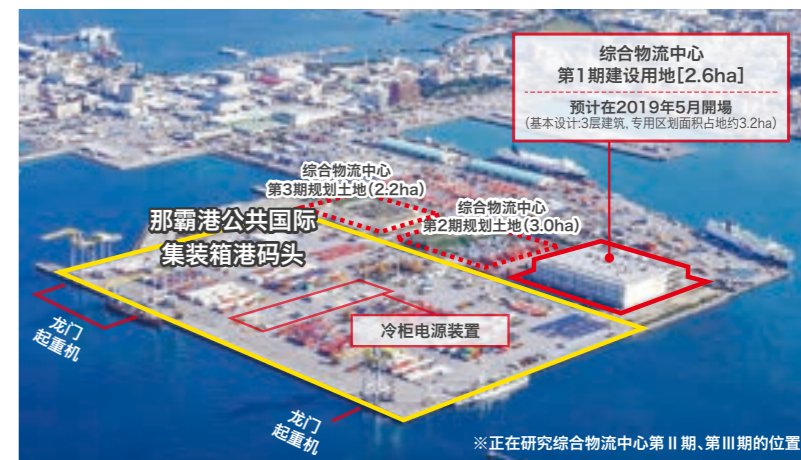 综合物流中心
第1期建设用地[2.6ha]
预计在2019年5月開場
(基本设计:3层建筑, 专用区划面积占地约3.2ha)
综合物流中心
第3期规划土地(2.2ha)
综合物流中心
第2期规划土地(3.0ha)
那霸港公共国际
集装箱港码头
冷柜电源装置
龙门
起重机
龙门
起重机
※正在研究综合物流中心第Ⅱ期、第Ⅲ期的位置